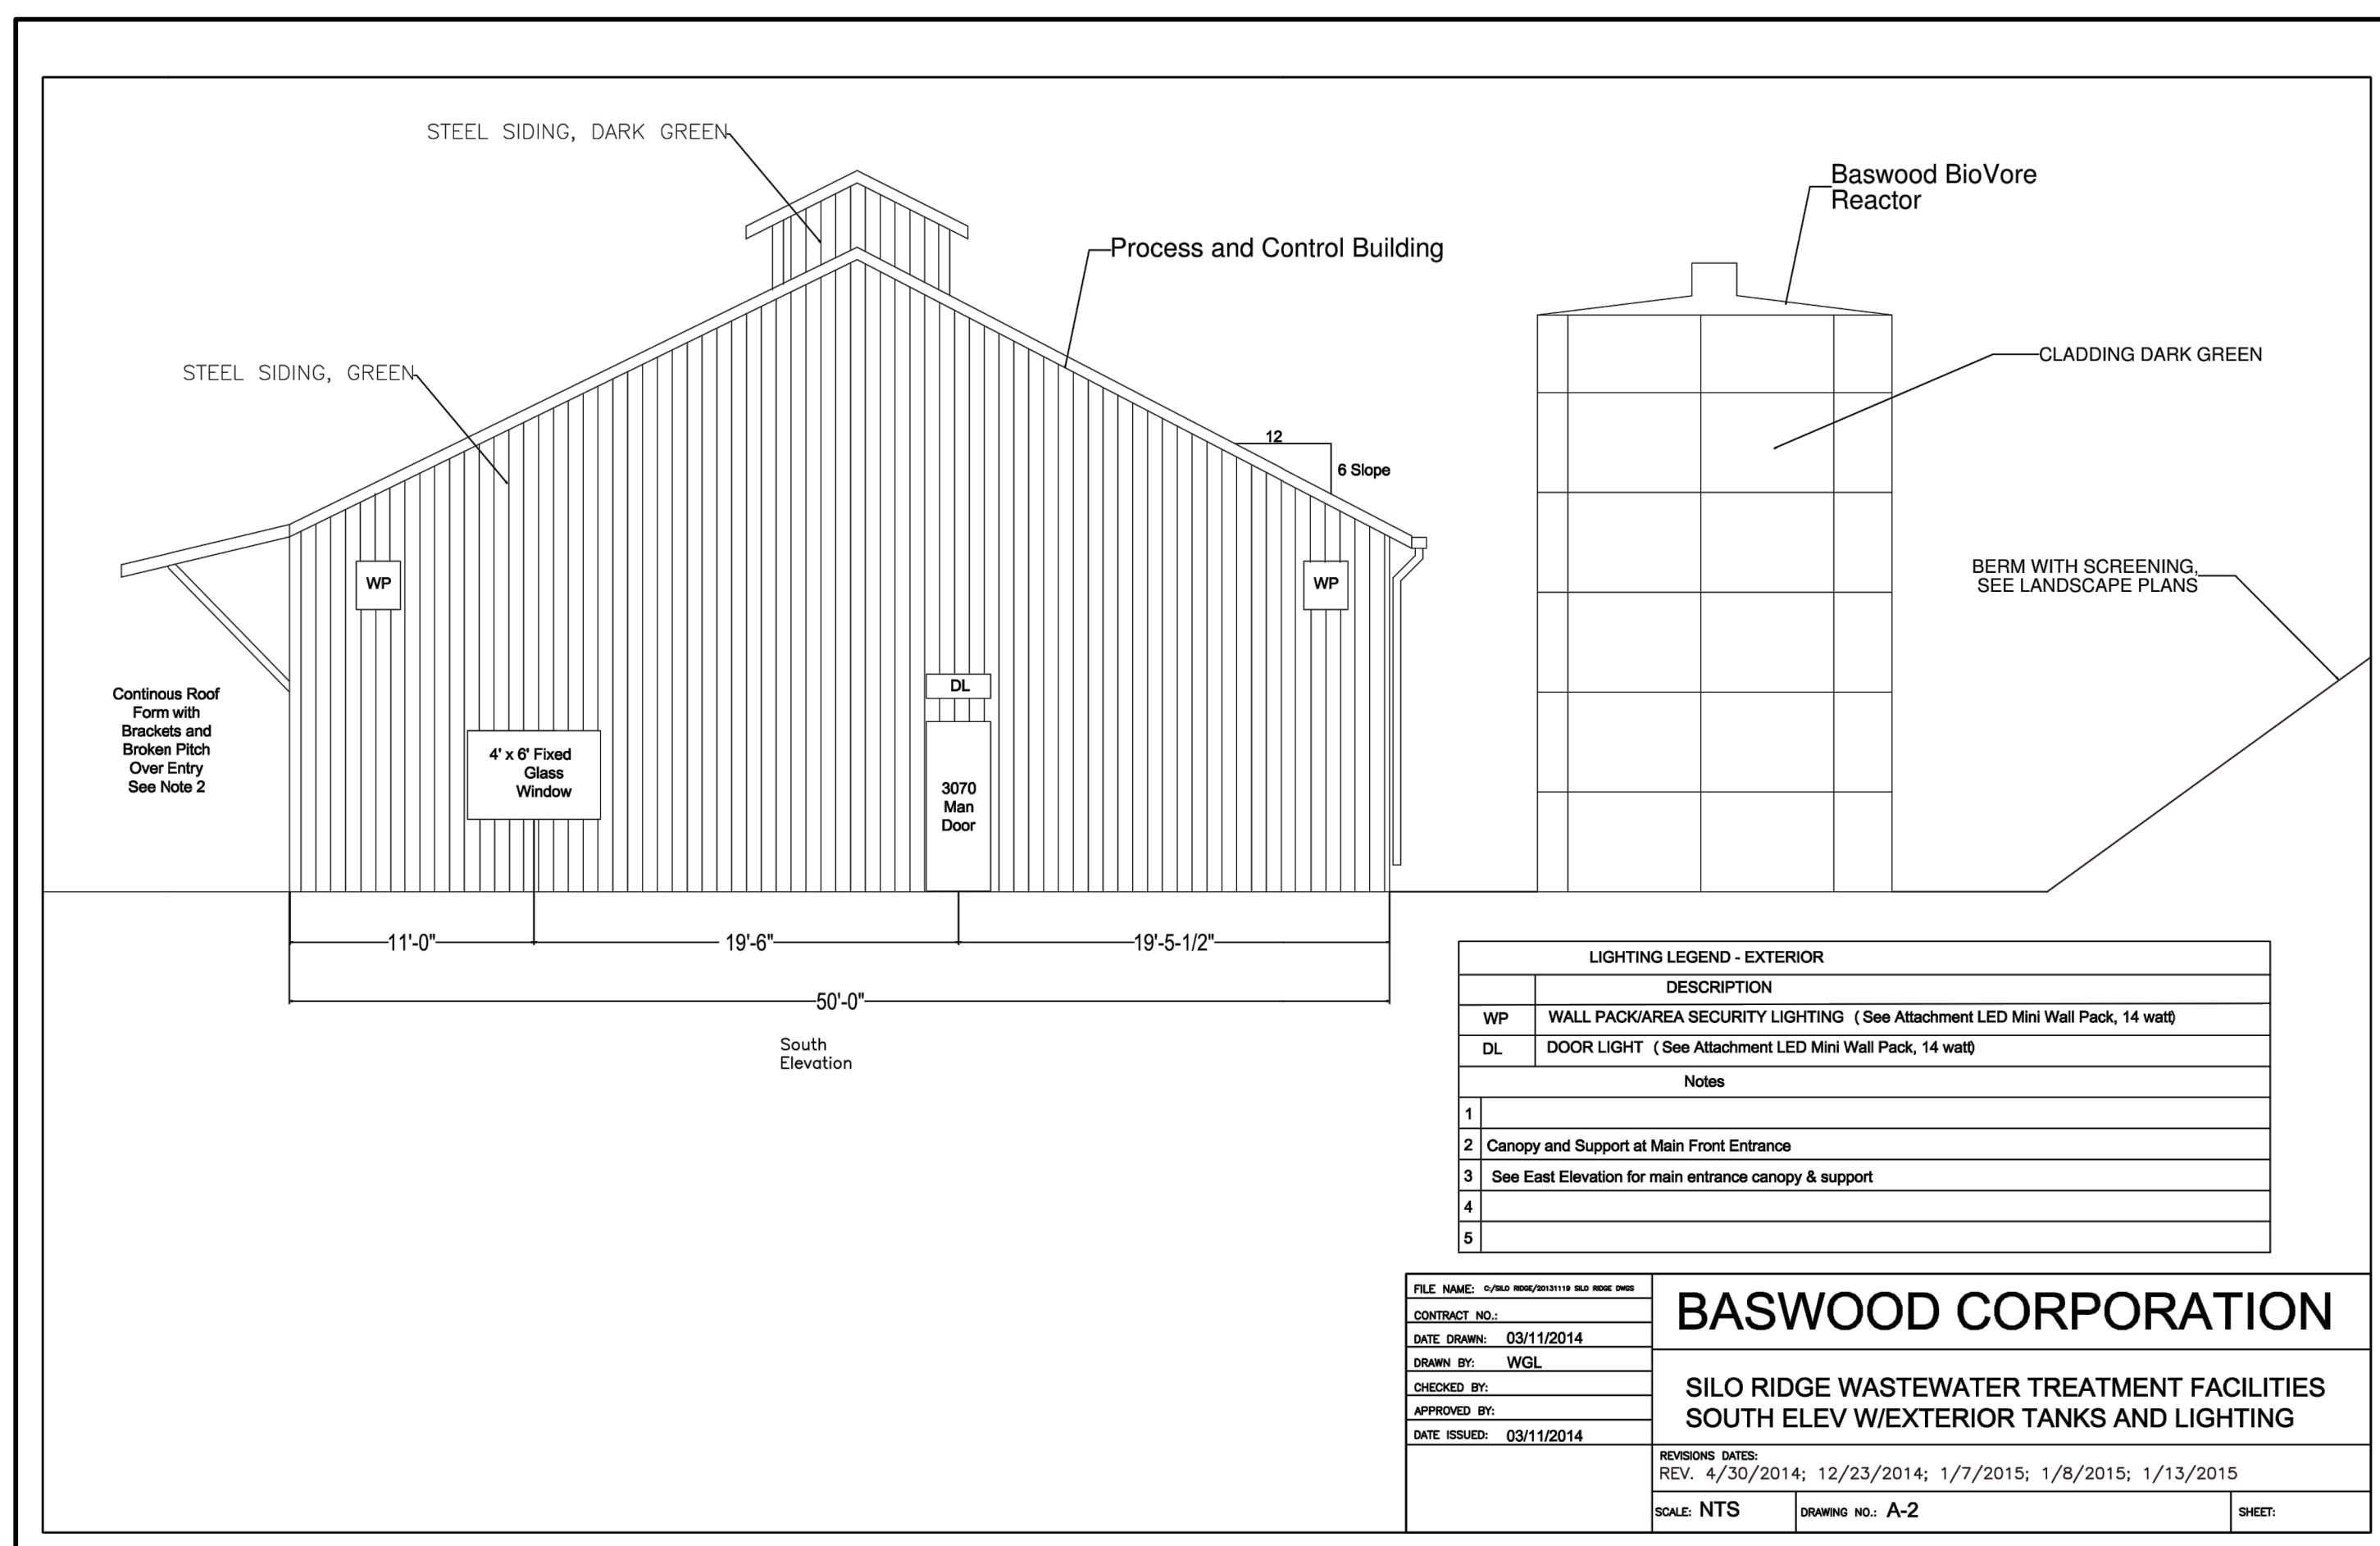 STEEL SIDING, DARK GREEN
Baswood BioVore
Reactor
Process and Control Building
CLADDING DARK GREEN
STEEL SIDING, GREEN
12
6 Slope
BERM WITH SCREENING,
SEE LANDSCAPE PLANS
WP
WP
Continous Roof
Form with
Brackets and
Broken Pitch
Over Entry
See Note 2
DL
4' x 6' Fixed
Glass
Window
3070
Man
Door
11'-0"
19'-6"
19'-5-1/2"
50'-0"
South
Elevation
LIGHTING LEGEND - EXTERIOR
DESCRIPTION
WP WALL PACK/AREA SECURITY LIGHTING ( See Attachment LED Mini Wall Pack, 14 watt)
DL DOOR LIGHT ( See Attachment LED Mini Wall Pack, 14 watt)
Notes
1
2 Canopy and Support at Main Front Entrance
3 See East Elevation for main entrance canopy & support
4
5
FILE NAME: C:/SILO RIDGE/20131119 SILO RIDGE DWGS
CONTRACT NO.:
DATE DRAWN: 03/11/2014
DRAWN BY: WGL
CHECKED BY:
APPROVED BY:
DATE ISSUED: 03/11/2014
BASWOOD CORPORATION
SILO RIDGE WASTEWATER TREATMENT FACILITIES
SOUTH ELEV W/EXTERIOR TANKS AND LIGHTING
REVISIONS DATES:
REV. 4/30/2014; 12/23/2014; 1/7/2015; 1/8/2015; 1/13/2015
SCALE: NTS
DRAWING NO.: A-2
SHEET: